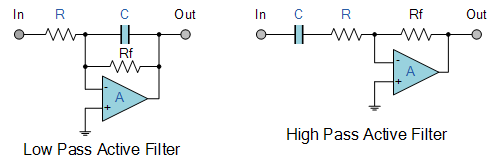 In R C Out
Rf
-
A
+
Low Pass Active Filter
In C R Rf Out
-
A
+
High Pass Active Filter